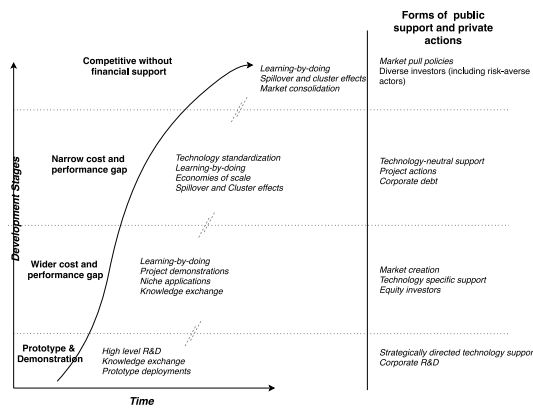 Forms of public
support and private
actions
Competitive without
financial support
Learning-by-doing
Spillover and cluster effects
Market consolidation
Market pull policies
Diverse investors (including risk-averse
actors)
Development Stages
Narrow cost and
performance gap
Technology standardization
Learning-by-doing
Economies of scale
Spillover and Cluster effects
Technology-neutral support
Project actions
Corporate debt
Wider cost and
performance gap
Learning-by-doing
Project demonstrations
Niche applications
Knowledge exchange
Market creation
Technology specific support
Equity investors
Prototype &
Demonstration
High level R&D
Knowledge exchange
Prototype deployments
Strategically directed technology suppor
Corporate R&D
Time